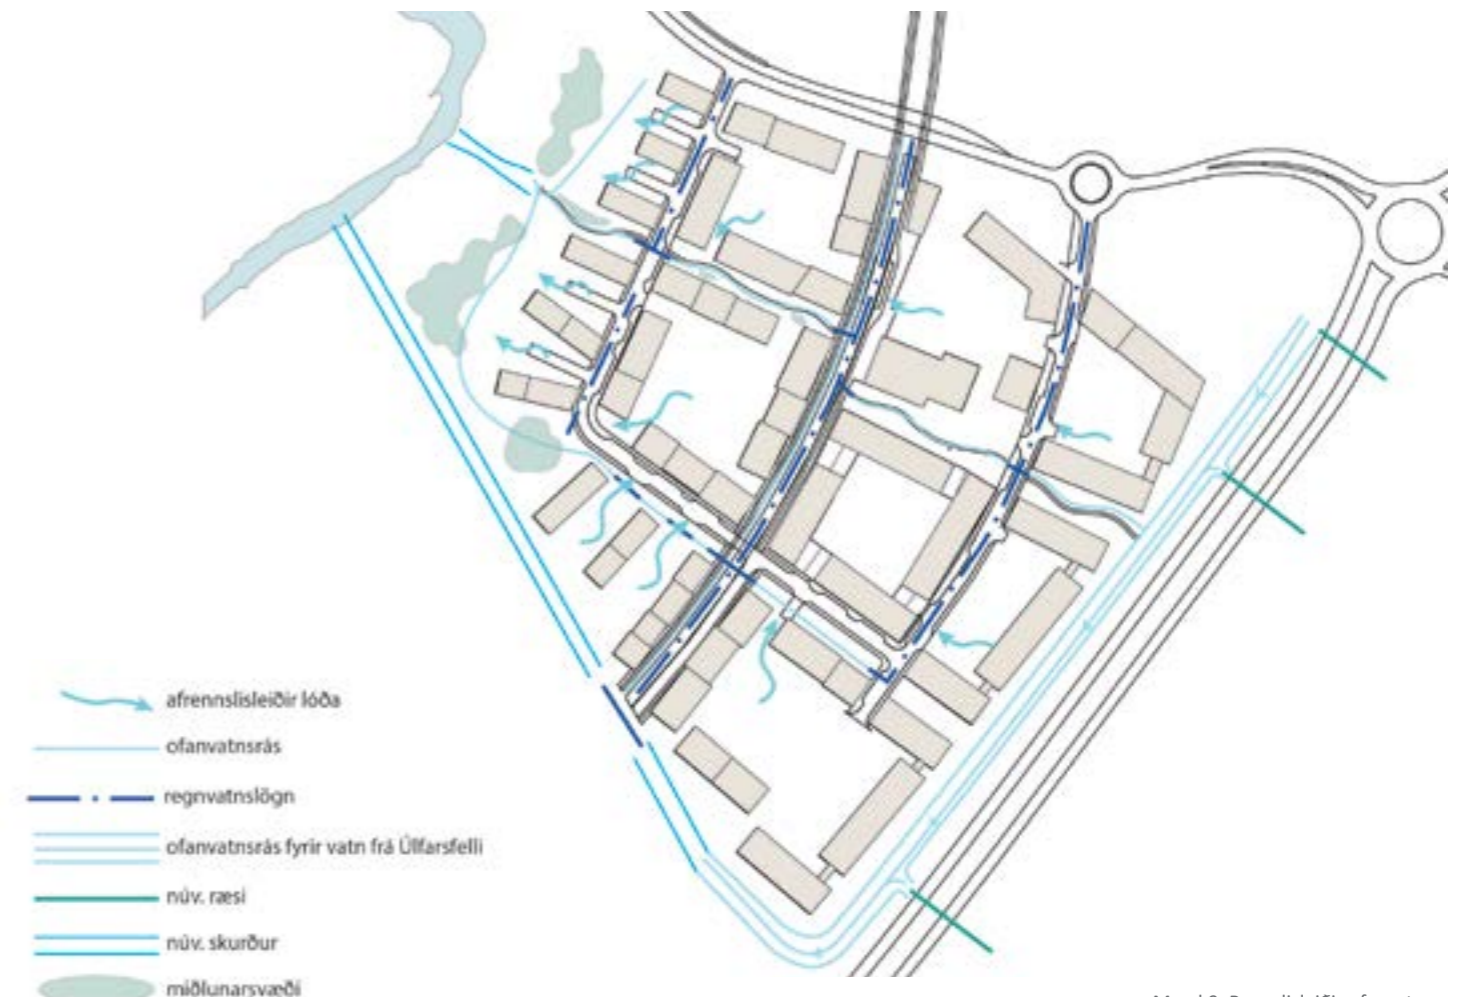 afrennslisleiðir lóða
ofanvatnsrás
regnvatnslögn
ofanvatnsrás fyrir vatn frá Úlfarsfelli
núv. ræsi
núv. skurður
miðlunarsvæði